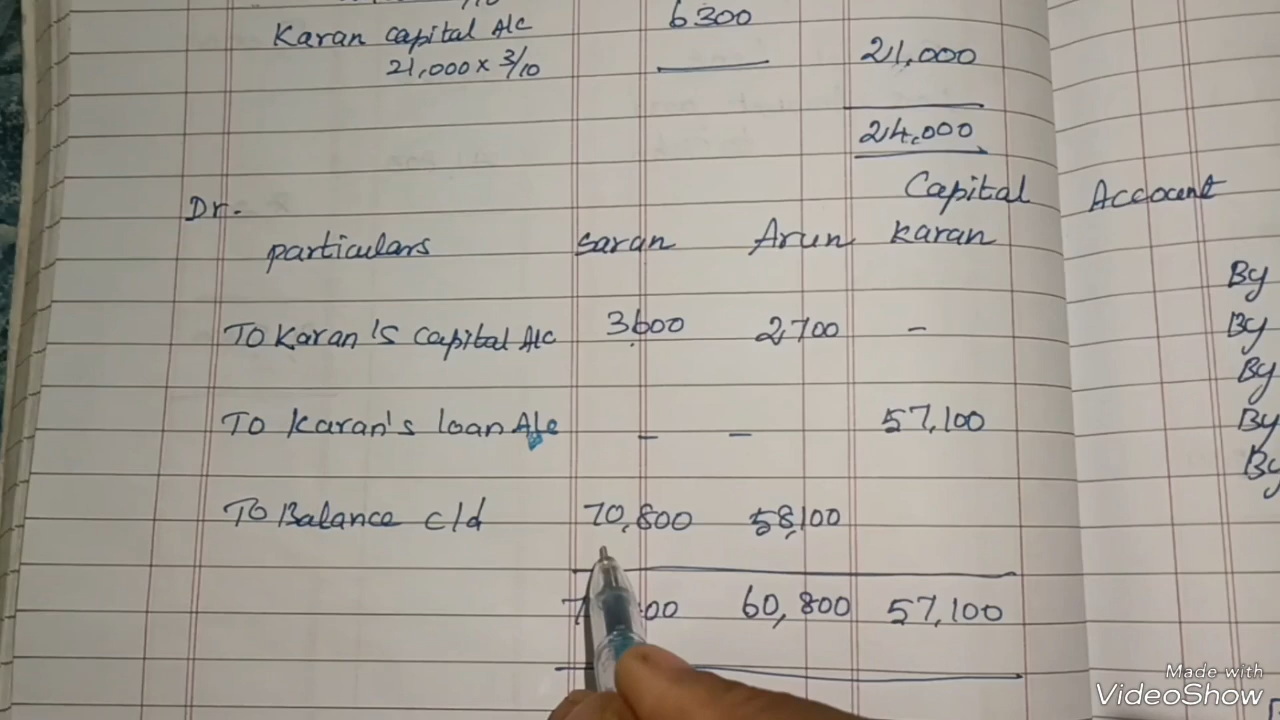 Karan capital A/c 6300
21,000 × 3/10 21,000
24,000
Capital Account
Dr.
particulars Saran Arun Karan
By
To Karan's Capital A/c 3600 2700 - By
By
To Karan's loan A/c - - 57,100 By
By
To Balance c/d 70,800 58,100
60,800 57,100
Made with
VideoShow